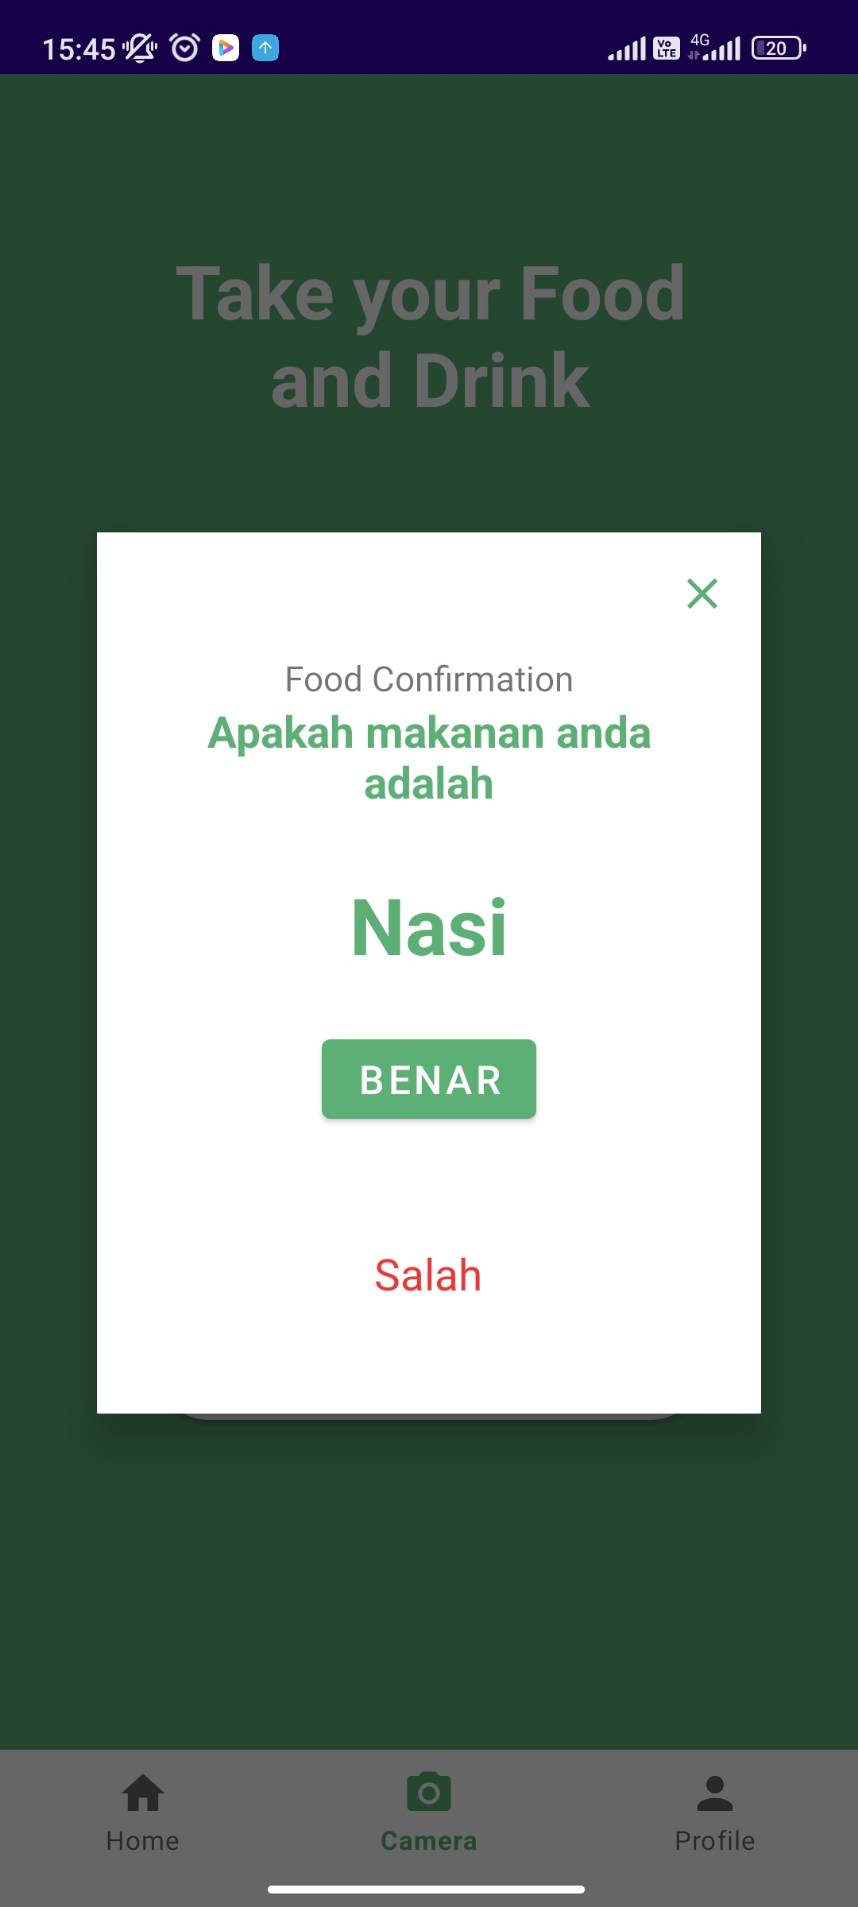 15:45
Vo
LTE
4G
20
Take your Food
and Drink
Food Confirmation
Apakah makanan anda
adalah
Nasi
BENAR
Salah
Home
Camera
Profile